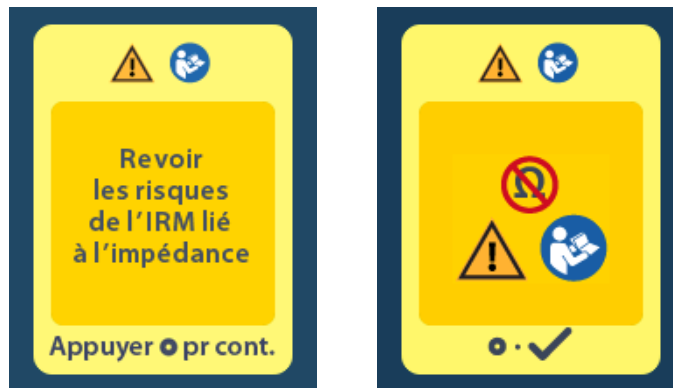 Revoir
les risques
de l'IRM lié
à l'impédance
Appuyer pr cont.
Ω